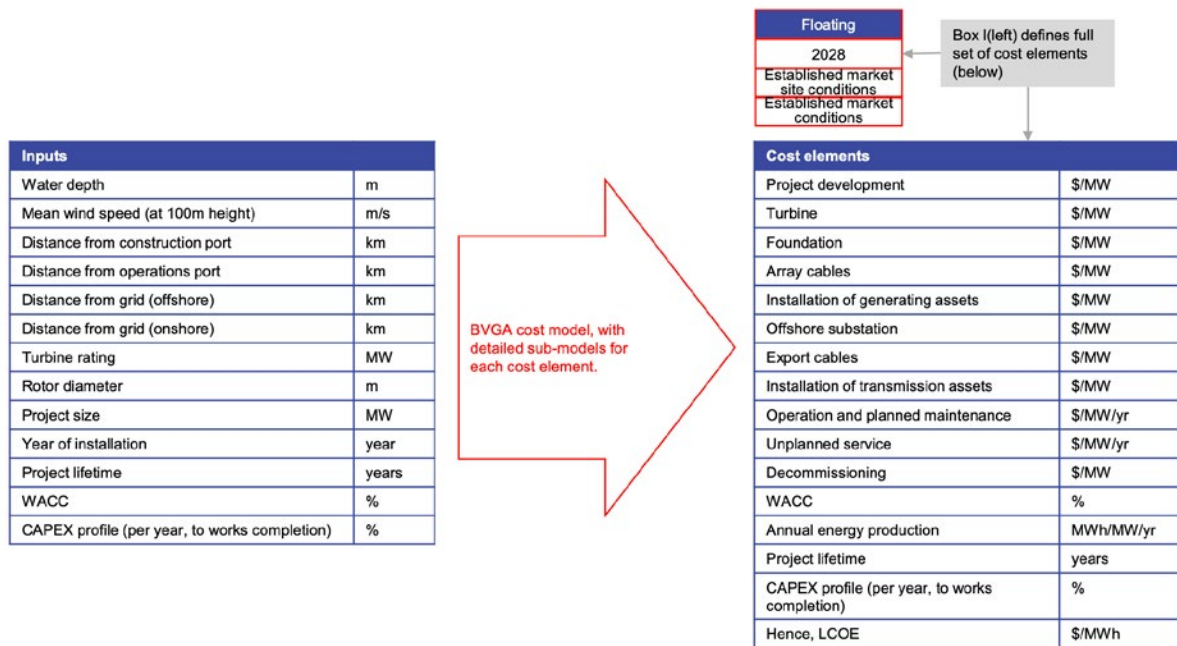 Floating
2028
Established market
site conditions
Established market
conditions
Box I(left) defines full
set of cost elements
(below)
Inputs
Water depth m
Mean wind speed (at 100m height) m/s
Distance from construction port km
Distance from operations port km
Distance from grid (offshore) km
Distance from grid (onshore) km
Turbine rating MW
Rotor diameter m
Project size MW
Year of installation year
Project lifetime years
WACC %
CAPEX profile (per year, to works completion) %
BVGA cost model, with
detailed sub-models for
each cost element.
Cost elements
Project development $/MW
Turbine $/MW
Foundation $/MW
Array cables $/MW
Installation of generating assets $/MW
Offshore substation $/MW
Export cables $/MW
Installation of transmission assets $/MW
Operation and planned maintenance $/MW/yr
Unplanned service $/MW/yr
Decommissioning $/MW
WACC %
Annual energy production MWh/MW/yr
Project lifetime years
CAPEX profile (per year, to works %
completion)
Hence, LCOE $/MWh